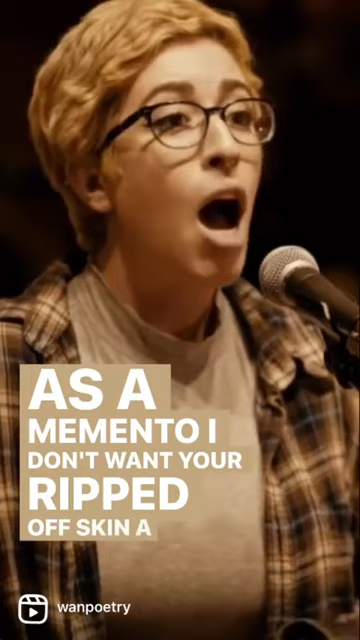 AS A
MEMENTO I
DON'T WANT YOUR
RIPPED
OFF SKIN A
wanpoetry